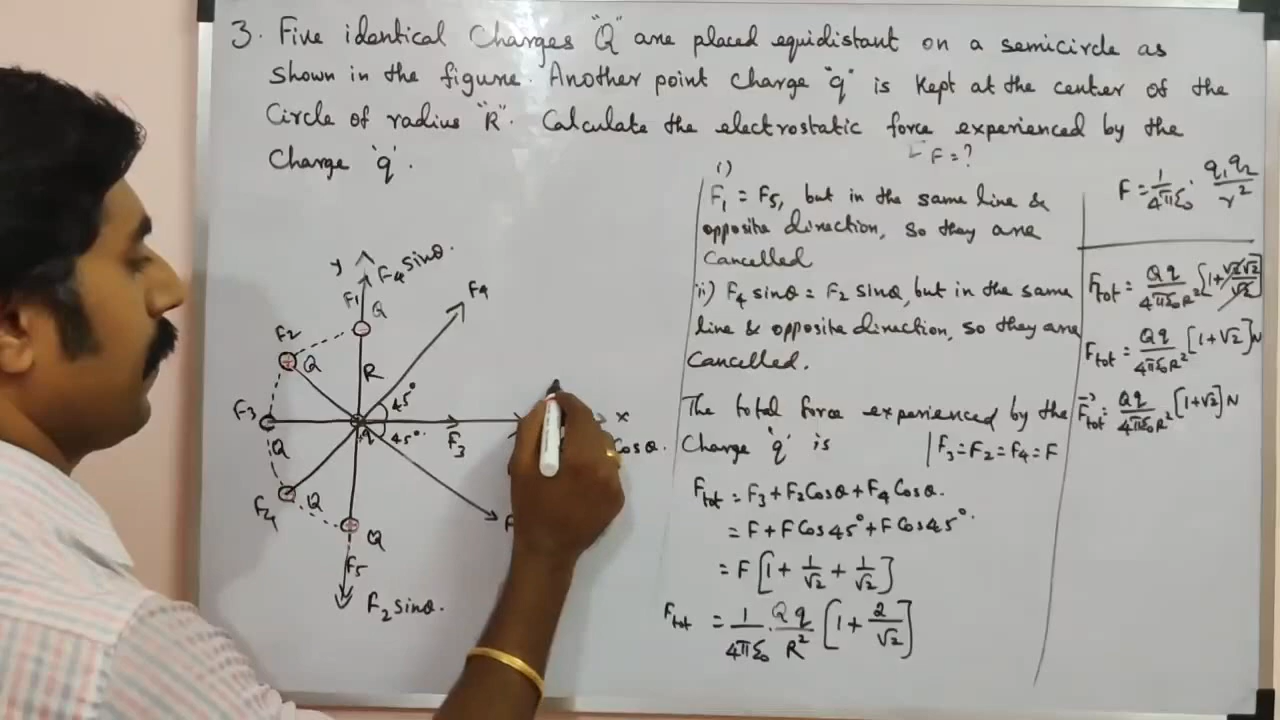 3. Five identical Charges "Q" are placed equidistant on a semicircle as
shown in the figure. Another point charge "q" is kept at the center of the
Circle of radius "R". Calculate the electrostatic force experienced by the
Charge 'q'.
F = ?
i)
F₁ = F₅, but in the same line &
opposite direction, so they are
Cancelled
ii) F₄ sinθ = F₂ sinθ, but in the same
line & opposite direction, so they are
Cancelled.
The total force experienced by the
Charge "q" is
F₃ = F₂ = F₄ = F
F_tot = F₃ + F₂ Cosθ + F₄ Cosθ.
= F + F Cos 45° + F Cos 45°.
= F [1 + 1/√2 + 1/√2]
F_tot = 1/4πε₀ · Qq/R² [1 + 2/√2]
F = 1/4πε₀ · q₁q₂/r²
F_tot = Qq/4πε₀R² [1 + √2√2/√2]
F_tot = Qq/4πε₀R² [1 + √2] N
F⃗_tot = Qq/4πε₀R² [1 + √2] N
y
F₄ sinθ.
F₁
Q
F₄
F₂
Q
R
45°
F₃
q
45°.
F₃
x
Q
Cosθ.
F₄
Q
Q
F
F₅
F₂ sinθ.